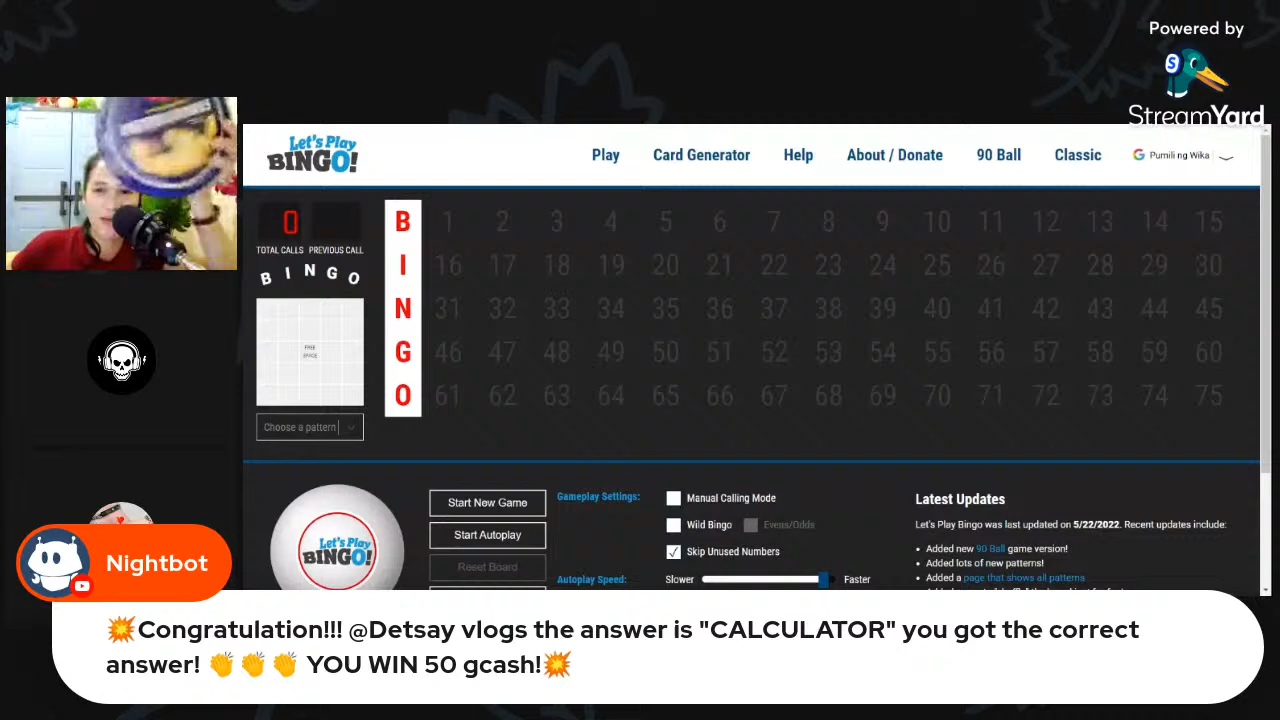 Powered by
StreamYard
Let's Play
BINGO!
Play Card Generator Help About / Donate 90 Ball Classic Pumili ng Wika
0
TOTAL CALLS PREVIOUS CALL
B I N G O
FREE
SPACE
Choose a pattern
B 1 2 3 4 5 6 7 8 9 10 11 12 13 14 15
I 16 17 18 19 20 21 22 23 24 25 26 27 28 29 30
N 31 32 33 34 35 36 37 38 39 40 41 42 43 44 45
G 46 47 48 49 50 51 52 53 54 55 56 57 58 59 60
O 61 62 63 64 65 66 67 68 69 70 71 72 73 74 75
Let's Play
BINGO!
Start New Game
Start Autoplay
Reset Board
Gameplay Settings:
Manual Calling Mode
Wild Bingo Evens/Odds
Skip Unused Numbers
Autoplay Speed: Slower Faster
Latest Updates
Let's Play Bingo was last updated on 5/22/2022. Recent updates include:
• Added new 90 Ball game version!
• Added lots of new patterns!
• Added a page that shows all patterns
Nightbot
💥Congratulation!!! @Detsay vlogs the answer is "CALCULATOR" you got the correct
answer! 👏👏👏 YOU WIN 50 gcash!💥